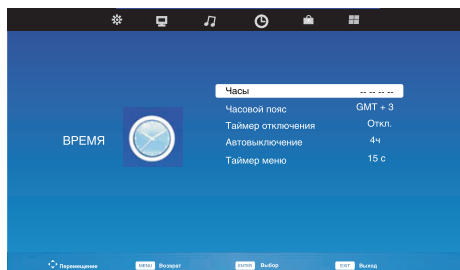 Часы -- -- -- --
Часовой пояс GMT + 3
Таймер отключения Откл.
ВРЕМЯ
Автовыключение 4ч
Таймер меню 15 с
Перемещение MENU Возврат ENTER Выбор EXIT Выход